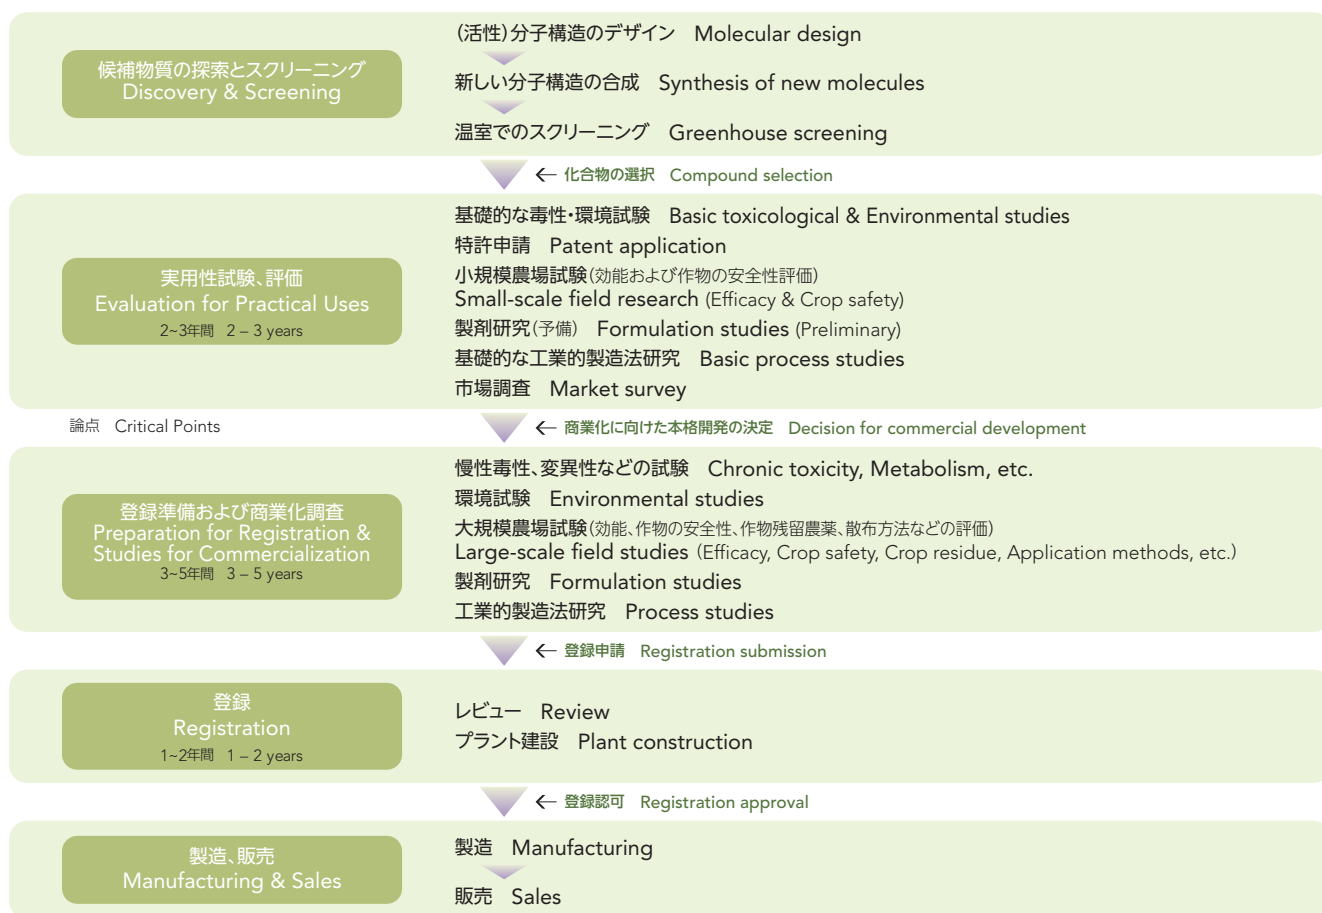 候補物質の探索とスクリーニング
Discovery & Screening
(活性)分子構造のデザイン Molecular design
新しい分子構造の合成 Synthesis of new molecules
温室でのスクリーニング Greenhouse screening
← 化合物の選択 Compound selection
実用性試験、評価
Evaluation for Practical Uses
2~3年間 2 – 3 years
基礎的な毒性・環境試験 Basic toxicological & Environmental studies
特許申請 Patent application
小規模農場試験(効能および作物の安全性評価)
Small-scale field research (Efficacy & Crop safety)
製剤研究(予備) Formulation studies (Preliminary)
基礎的な工業的製造法研究 Basic process studies
市場調査 Market survey
論点 Critical Points
← 商業化に向けた本格開発の決定 Decision for commercial development
登録準備および商業化調査
Preparation for Registration &
Studies for Commercialization
3~5年間 3 – 5 years
慢性毒性、変異性などの試験 Chronic toxicity, Metabolism, etc.
環境試験 Environmental studies
大規模農場試験(効能、作物の安全性、作物残留農薬、散布方法などの評価)
Large-scale field studies (Efficacy, Crop safety, Crop residue, Application methods, etc.)
製剤研究 Formulation studies
工業的製造法研究 Process studies
← 登録申請 Registration submission
登録
Registration
1~2年間 1 – 2 years
レビュー Review
プラント建設 Plant construction
← 登録認可 Registration approval
製造、販売
Manufacturing & Sales
製造 Manufacturing
販売 Sales